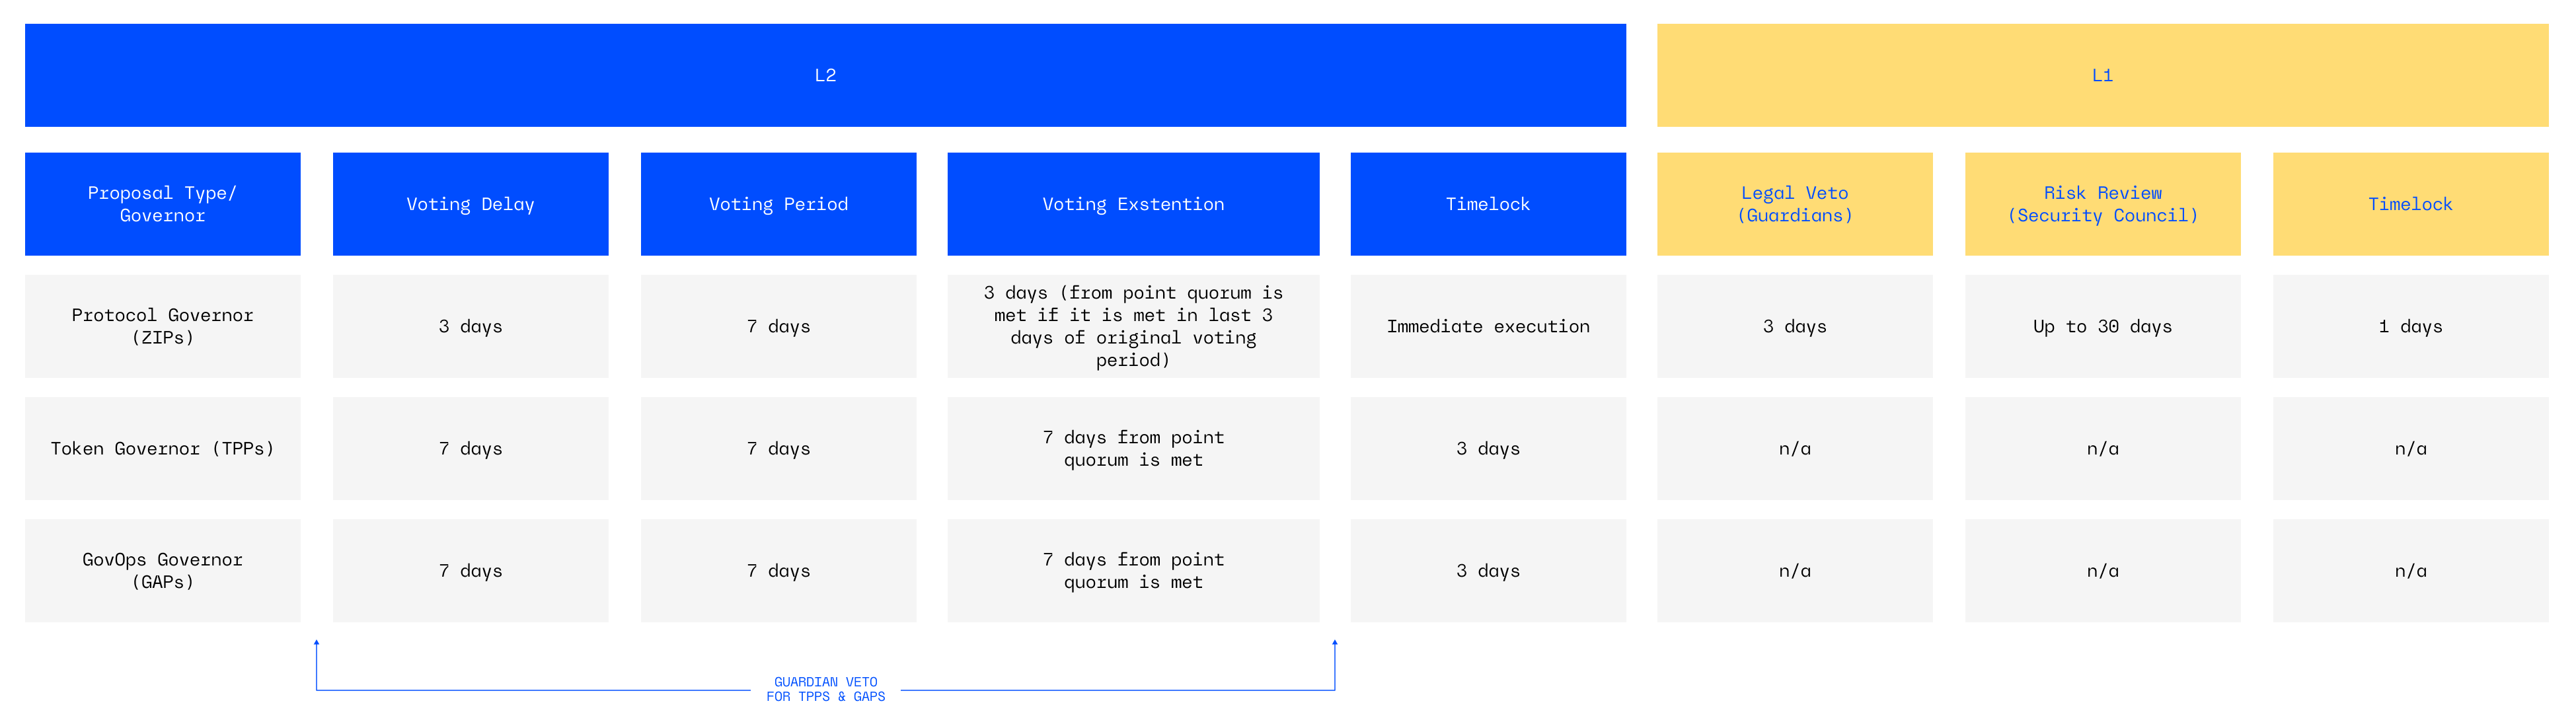 L2
L1
Proposal Type/
Governor
Voting Delay
Voting Period
Voting Exstention
Timelock
Legal Veto
(Guardians)
Risk Review
(Security Council)
Timelock
Protocol Governor
(ZIPs)
3 days
7 days
3 days (from point quorum is
met if it is met in last 3
days of original voting
period)
Immediate execution
3 days
Up to 30 days
1 days
Token Governor (TPPs)
7 days
7 days
7 days from point
quorum is met
3 days
n/a
n/a
n/a
GovOps Governor
(GAPs)
7 days
7 days
7 days from point
quorum is met
3 days
n/a
n/a
n/a
GUARDIAN VETO
FOR TPPS & GAPS